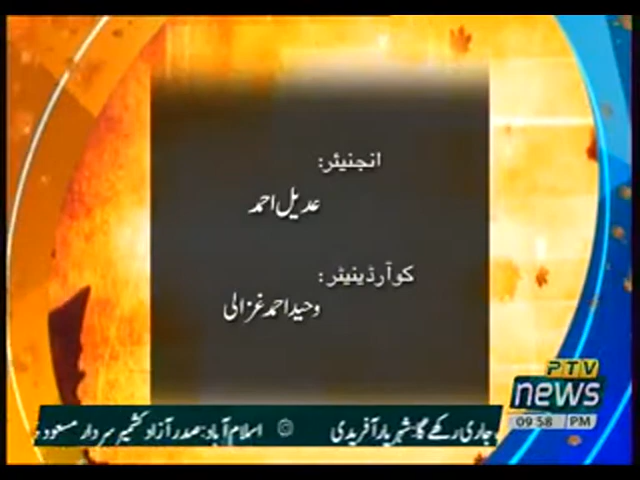 انجنیئر:
عدیل احمد
کوآرڈینیٹر:
وحید احمد غزالی
PTV
news
09:58 PM
جاری رکھے گا: شہریار آفریدی ۞ اسلام آباد: صدر آزاد کشمیر سردار مسعود